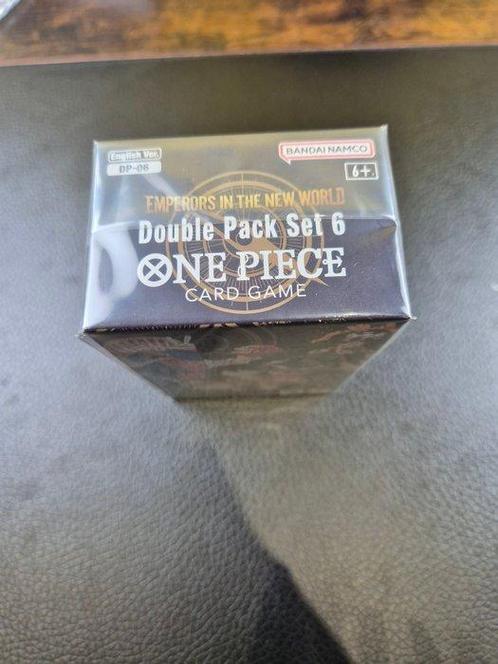 English Ver.
DP-06
BANDAI NAMCO
6+
EMPERORS IN THE NEW WORLD
Double Pack Set 6
ONE PIECE
CARD GAME